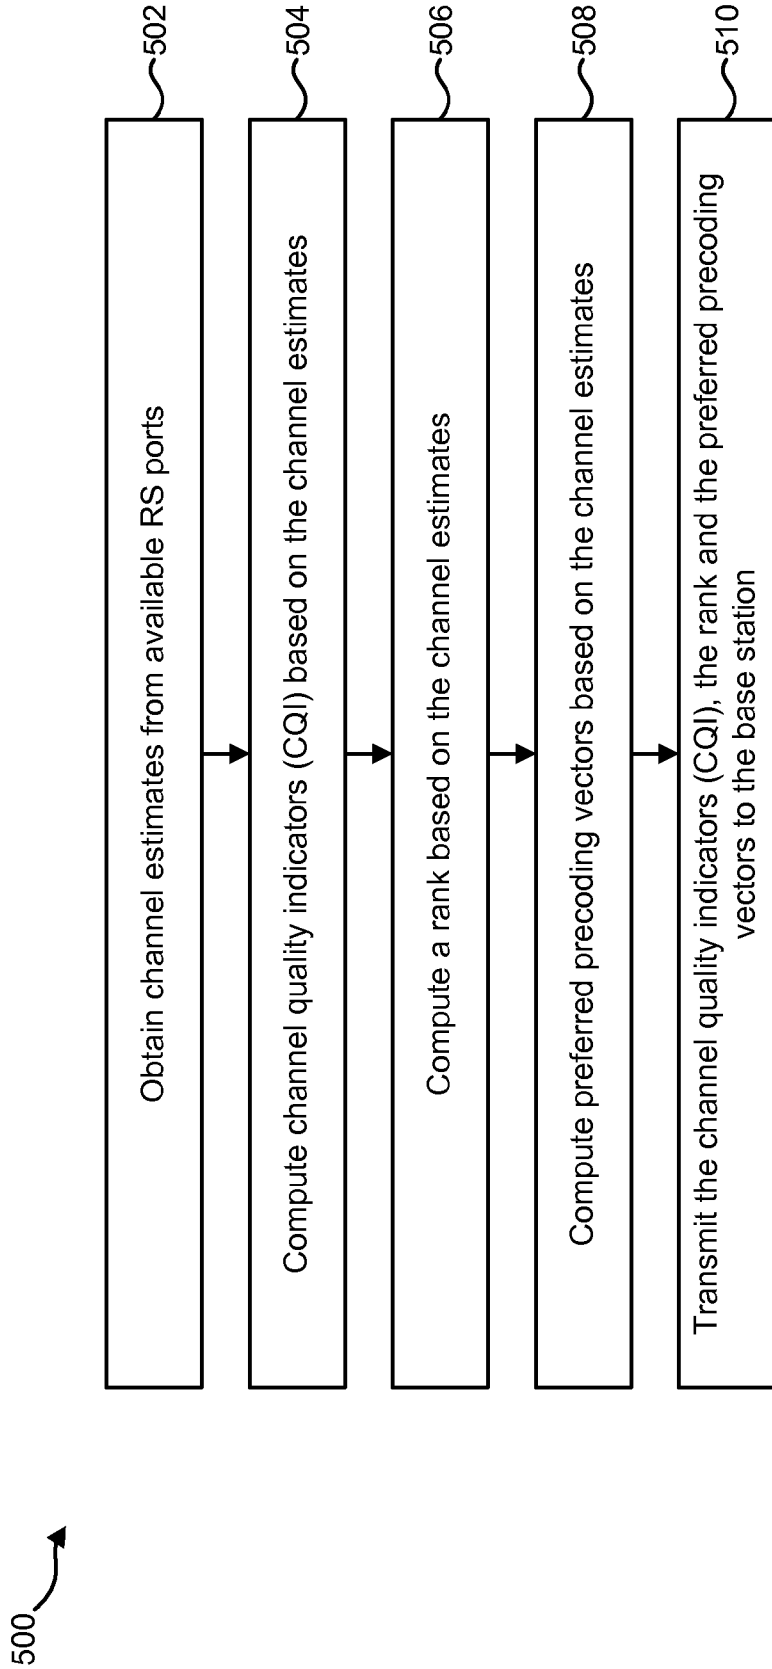 500
Obtain channel estimates from available RS ports
502
Compute channel quality indicators (CQI) based on the channel estimates
504
Compute a rank based on the channel estimates
506
Compute preferred precoding vectors based on the channel estimates
508
Transmit the channel quality indicators (CQI), the rank and the preferred precoding
vectors to the base station
510